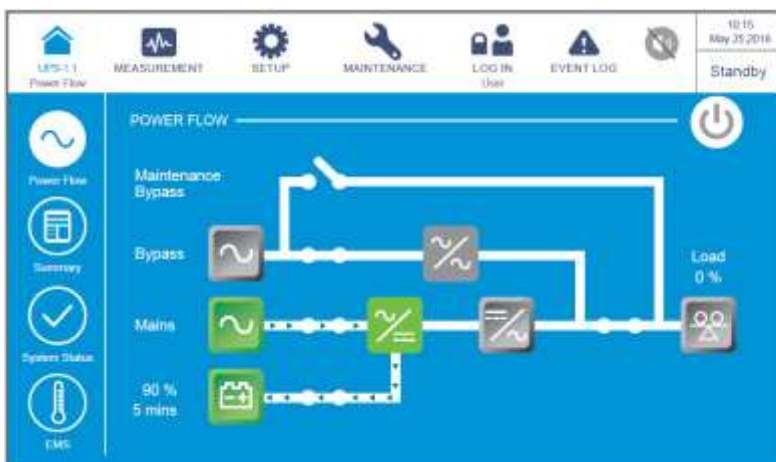 10:15
May 25,2016
UPS-1.1
Power Flow
MEASUREMENT
SETUP
MAINTENANCE
LOG IN
User
EVENT LOG
Standby
POWER FLOW
Power Flow
Maintenance
Bypass
Summary
Bypass
Load
0 %
Mains
System Status
90 %
5 mins
EMS